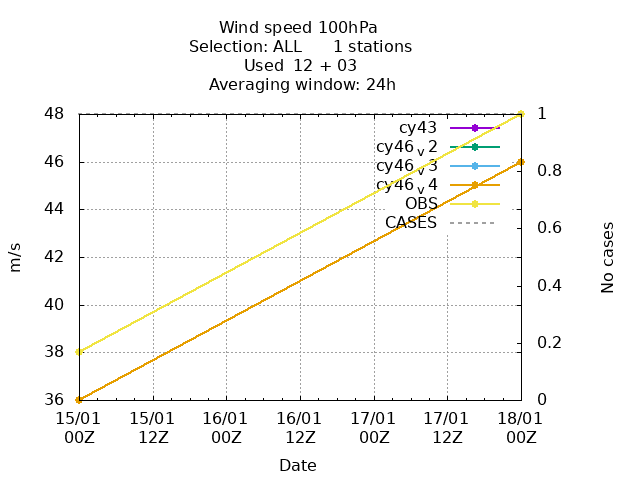 Wind speed 100hPa
Selection: ALL 1 stations
Used 12 + 03
Averaging window: 24h
48
46
44
42
40
38
36
m/s
1
0.8
0.6
0.4
0.2
0
No cases
cy43
cy46v2
cy46v3
cy46v4
OBS
CASES
15/01 15/01 16/01 16/01 17/01 17/01 18/01
00Z 12Z 00Z 12Z 00Z 12Z 00Z
Date